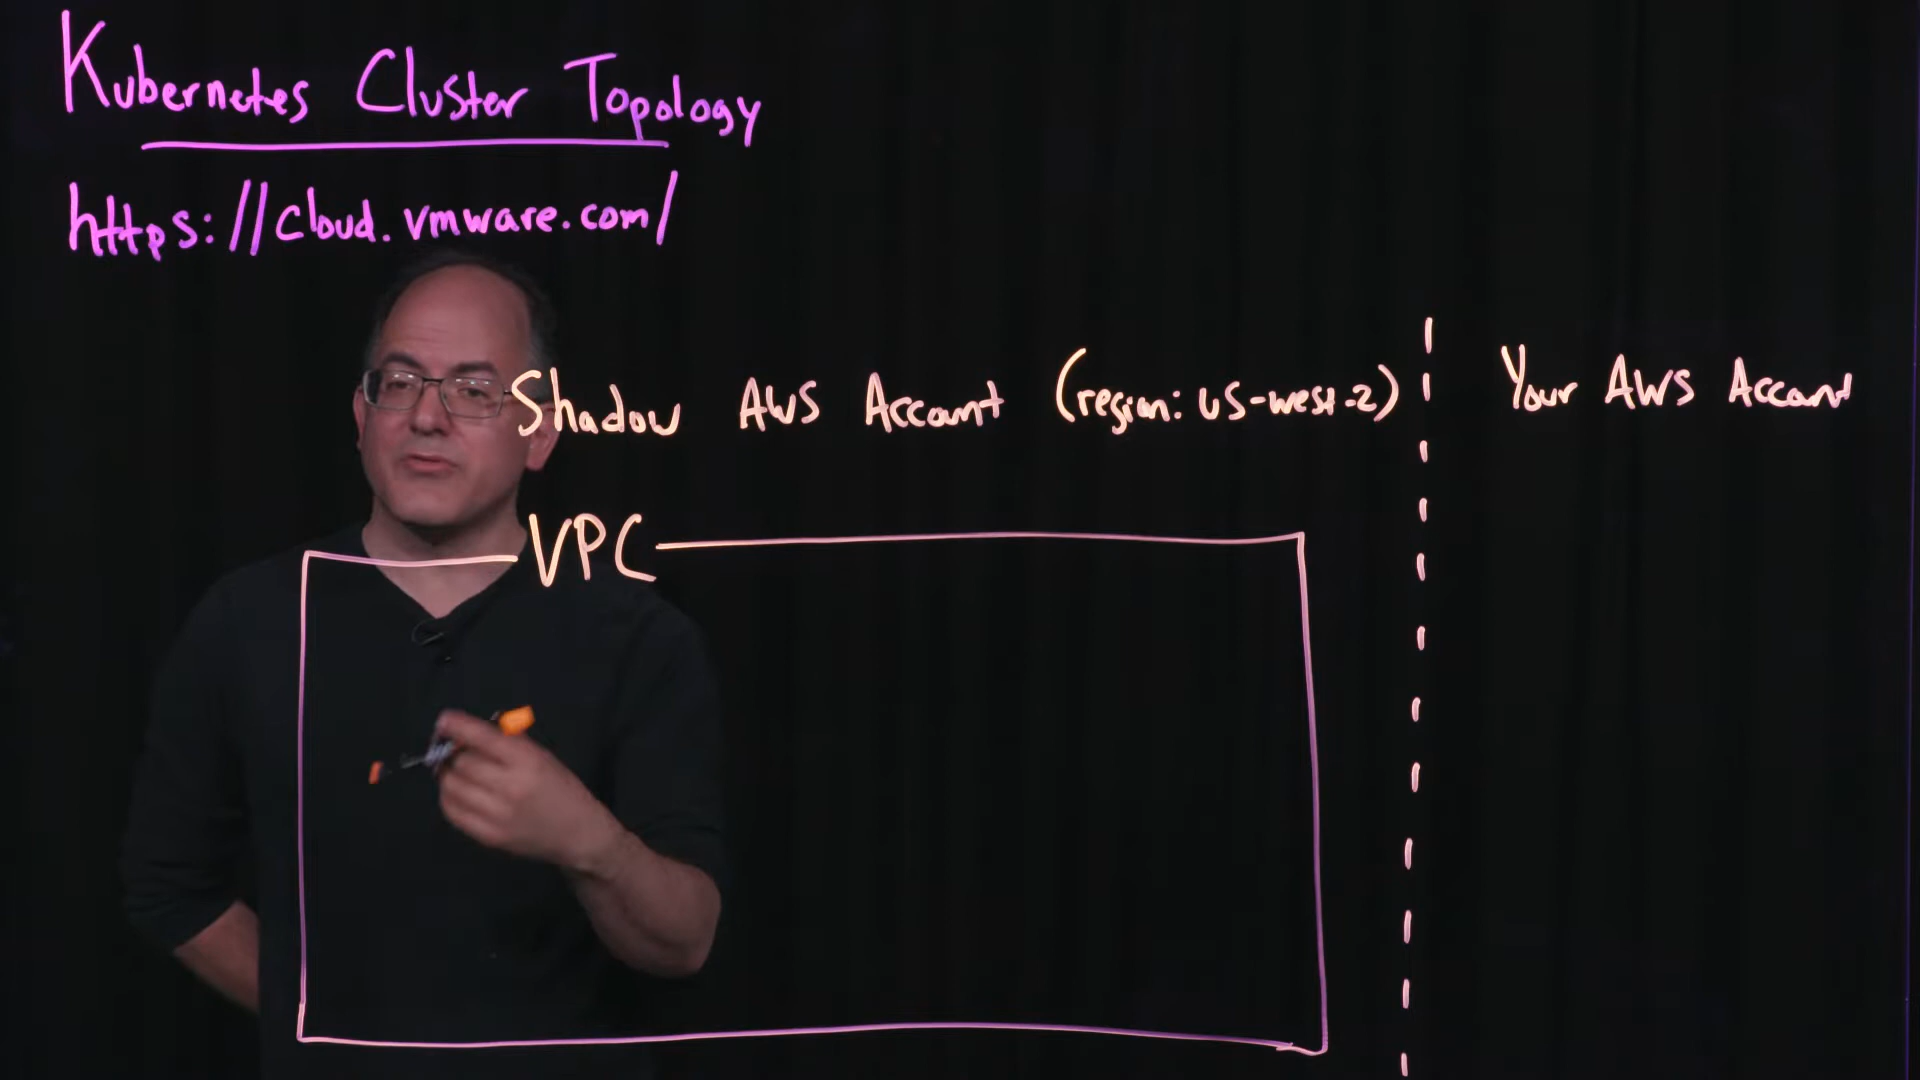 Kubernetes Cluster Topology
https://cloud.vmware.com/
Shadow AWS Account (region: us-west-2)
Your AWS Account
VPC